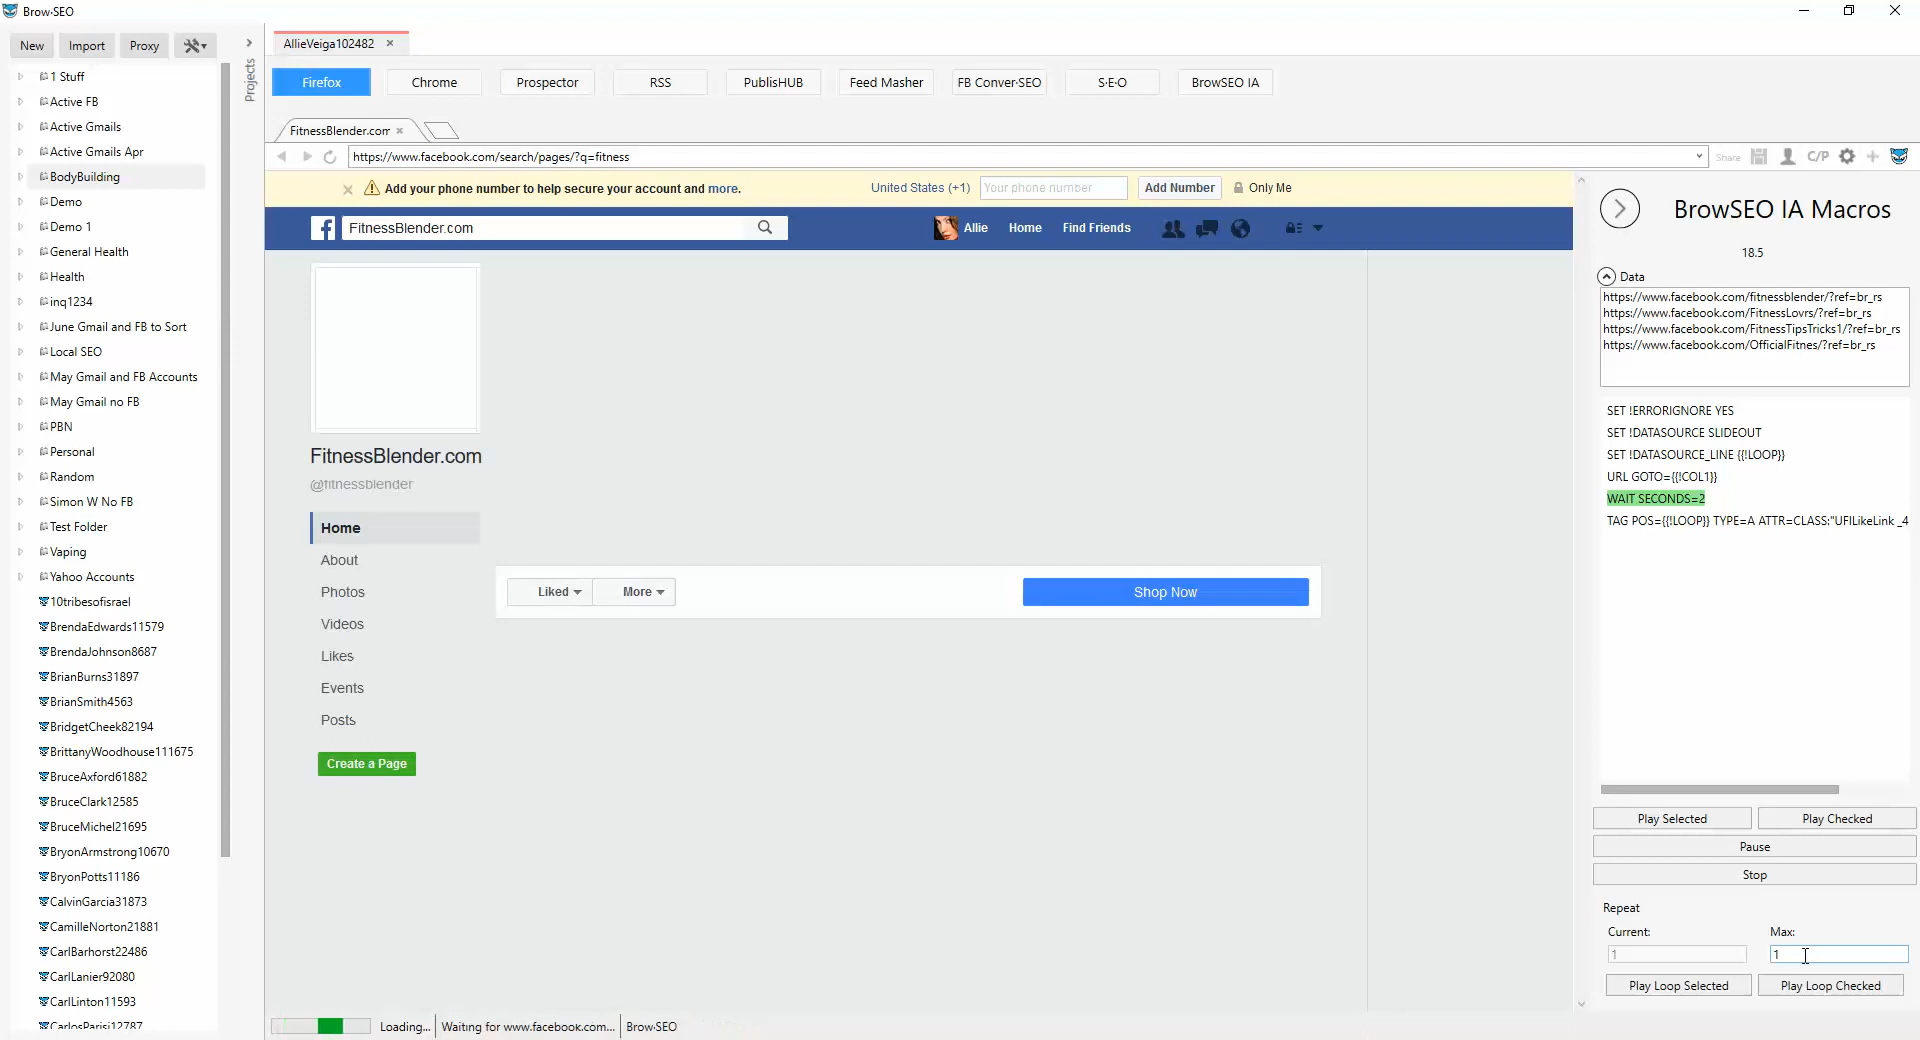 Brow·SEO
New Import Proxy
1 Stuff
Active FB
Active Gmails
Active Gmails Apr
BodyBuilding
Demo
Demo 1
General Health
Health
inq1234
June Gmail and FB to Sort
Local SEO
May Gmail and FB Accounts
May Gmail no FB
PBN
Personal
Random
Simon W No FB
Test Folder
Vaping
Yahoo Accounts
10tribesofisrael
BrendaEdwards11579
BrendaJohnson8687
BrianBurns31897
BrianSmith4563
BridgetCheek82194
BrittanyWoodhouse111675
BruceAxford61882
BruceClark12585
BruceMichel21695
BryonArmstrong10670
BryonPotts11186
CalvinGarcia31873
CamilleNorton21881
CarlBarhorst22486
CarlLanier92080
CarlLinton11593
CarlosParisi12787
Projects
AllieVeiga102482
Firefox Chrome Prospector RSS PublisHUB Feed Masher FB Conver·SEO S·E·O BrowSEO IA
FitnessBlender.com
https://www.facebook.com/search/pages/?q=fitness
Share C/P
Add your phone number to help secure your account and more. United States (+1) Your phone number Add Number Only Me
FitnessBlender.com Allie Home Find Friends
FitnessBlender.com
@fitnessblender
Home
About
Photos
Videos
Likes
Events
Posts
Create a Page
Liked More Shop Now
Loading... Waiting for www.facebook.com... Brow·SEO
BrowSEO IA Macros
18.5
Data
https://www.facebook.com/fitnessblender/?ref=br_rs
https://www.facebook.com/FitnessLovrs/?ref=br_rs
https://www.facebook.com/FitnessTipsTricks1/?ref=br_rs
https://www.facebook.com/OfficialFitnes/?ref=br_rs
SET !ERRORIGNORE YES
SET !DATASOURCE SLIDEOUT
SET !DATASOURCE_LINE {{!LOOP}}
URL GOTO={{!COL1}}
WAIT SECONDS=2
TAG POS={{!LOOP}} TYPE=A ATTR=CLASS:"UFILikeLink _4
Play Selected Play Checked
Pause
Stop
Repeat
Current: Max:
1 1
Play Loop Selected Play Loop Checked